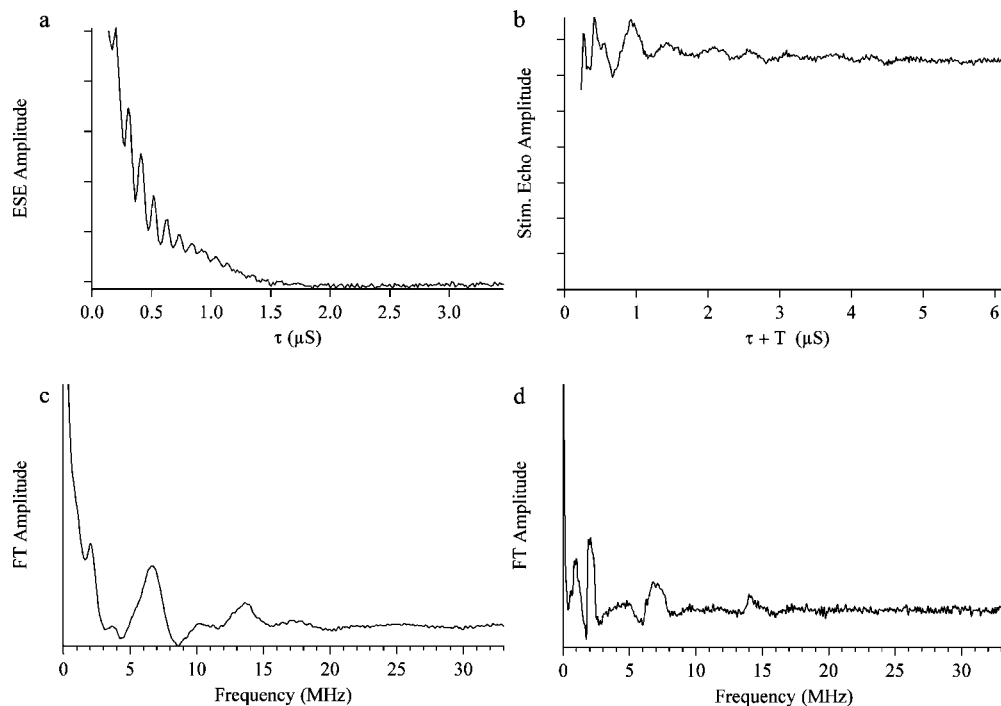 a
ESE Amplitude
0.0 0.5 1.0 1.5 2.0 2.5 3.0
τ (μS)
b
Stim. Echo Amplitude
0 1 2 3 4 5 6
τ + T (μS)
c
FT Amplitude
0 5 10 15 20 25 30
Frequency (MHz)
d
FT Amplitude
0 5 10 15 20 25 30
Frequency (MHz)